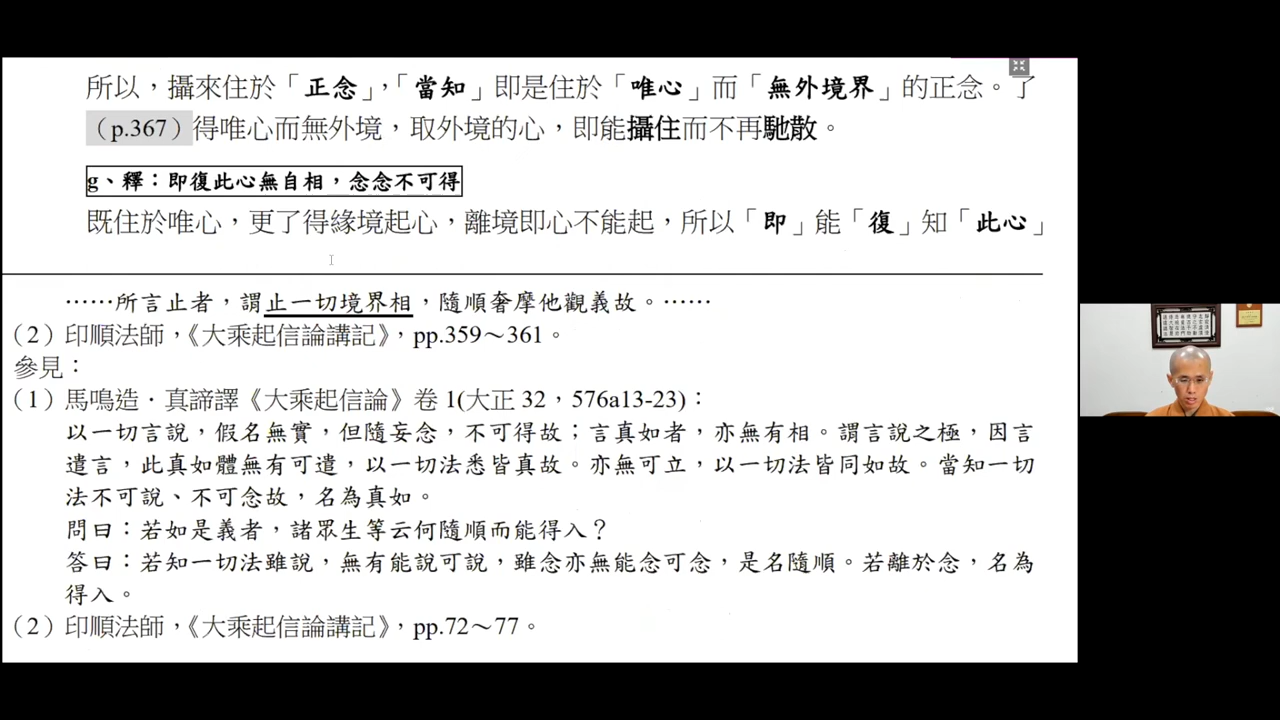 所以，攝來住於「正念」，「當知」即是住於「唯心」而「無外境界」的正念。了
（p.367）得唯心而無外境，取外境的心，即能攝住而不再馳散。
g、釋：即復此心無自相，念念不可得
既住於唯心，更了得緣境起心，離境即心不能起，所以「即」能「復」知「此心」
……所言止者，謂止一切境界相，隨順奢摩他觀義故。……
（2）印順法師，《大乘起信論講記》，pp.359～361。
參見：
（1）馬鳴造．真諦譯《大乘起信論》卷 1(大正 32，576a13-23)：
以一切言說，假名無實，但隨妄念，不可得故；言真如者，亦無有相。謂言說之極，因言
遣言，此真如體無有可遣，以一切法悉皆真故。亦無可立，以一切法皆同如故。當知一切
法不可說、不可念故，名為真如。
問曰：若如是義者，諸眾生等云何隨順而能得入？
答曰：若知一切法雖說，無有能說可說，雖念亦無能念可念，是名隨順。若離於念，名為
得入。
（2）印順法師，《大乘起信論講記》，pp.72～77。